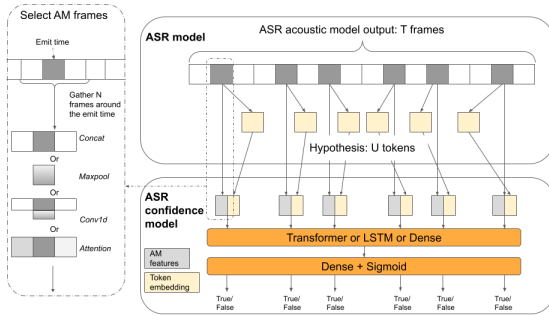 Select AM frames
Emit time
Gather N
frames around
the emit time
Concat
Or
Maxpool
Or
Conv1d
Or
Attention
ASR model
ASR acoustic model output: T frames
Hypothesis: U tokens
ASR
confidence
model
AM
features
Token
embedding
Transformer or LSTM or Dense
Dense + Sigmoid
True/
False
True/
False
True/
False
True/
False
True/
False
True/
False